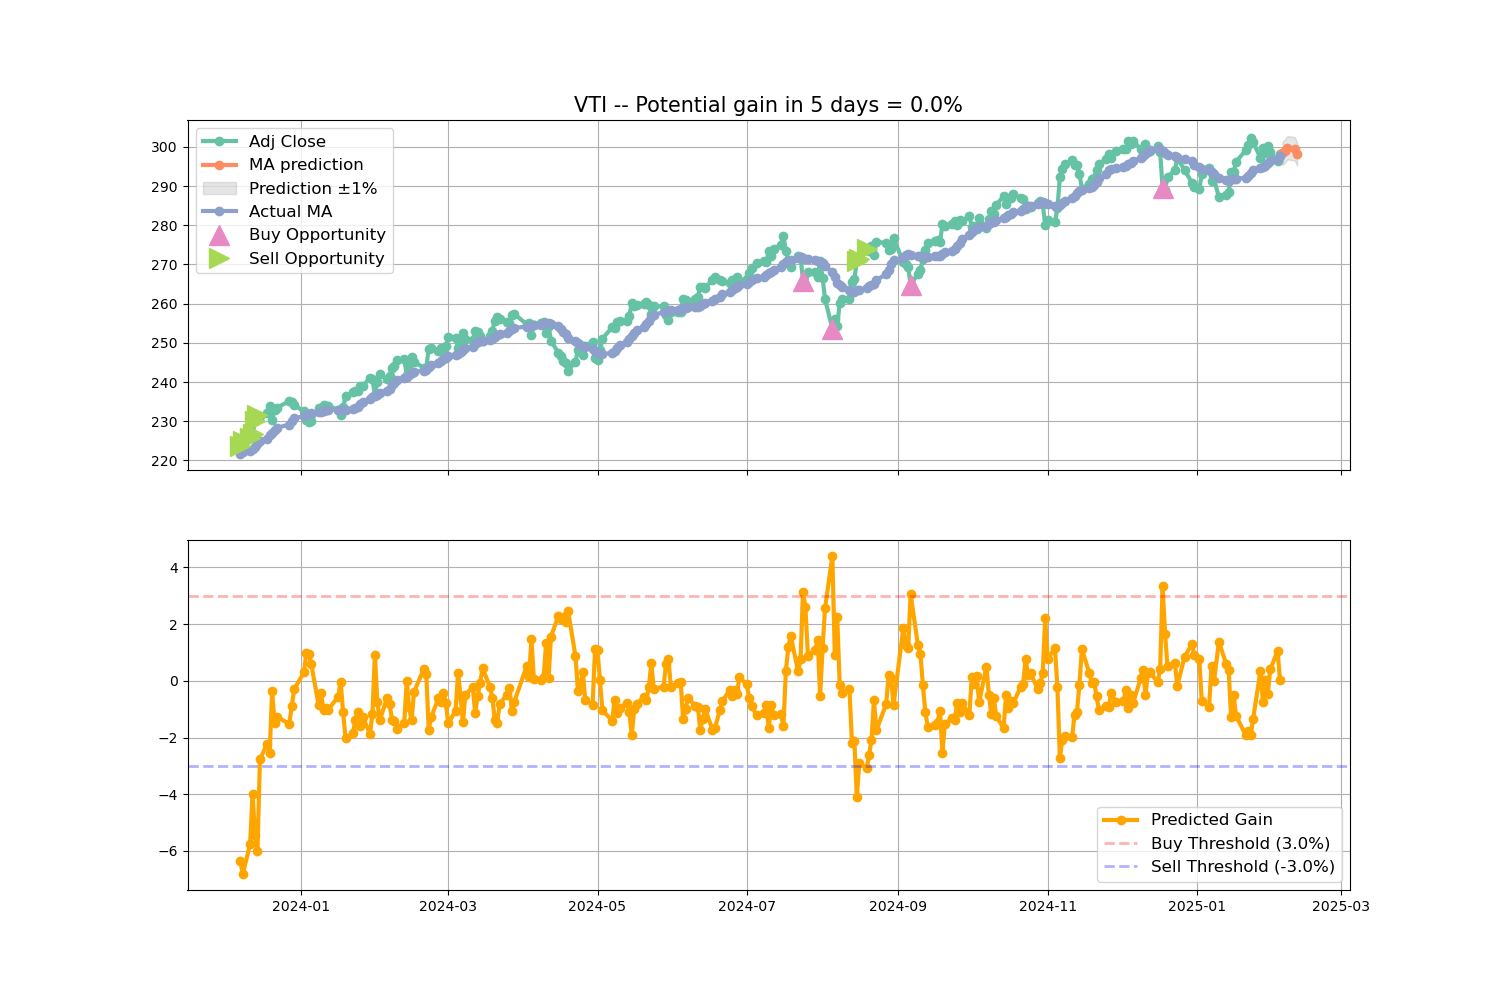 VTI -- Potential gain in 5 days = 0.0%
300
290
280
270
260
250
240
230
220
Adj Close
MA prediction
Prediction ±1%
Actual MA
Buy Opportunity
Sell Opportunity
4
2
0
−2
−4
−6
Predicted Gain
Buy Threshold (3.0%)
Sell Threshold (-3.0%)
2024-01 2024-03 2024-05 2024-07 2024-09 2024-11 2025-01 2025-03